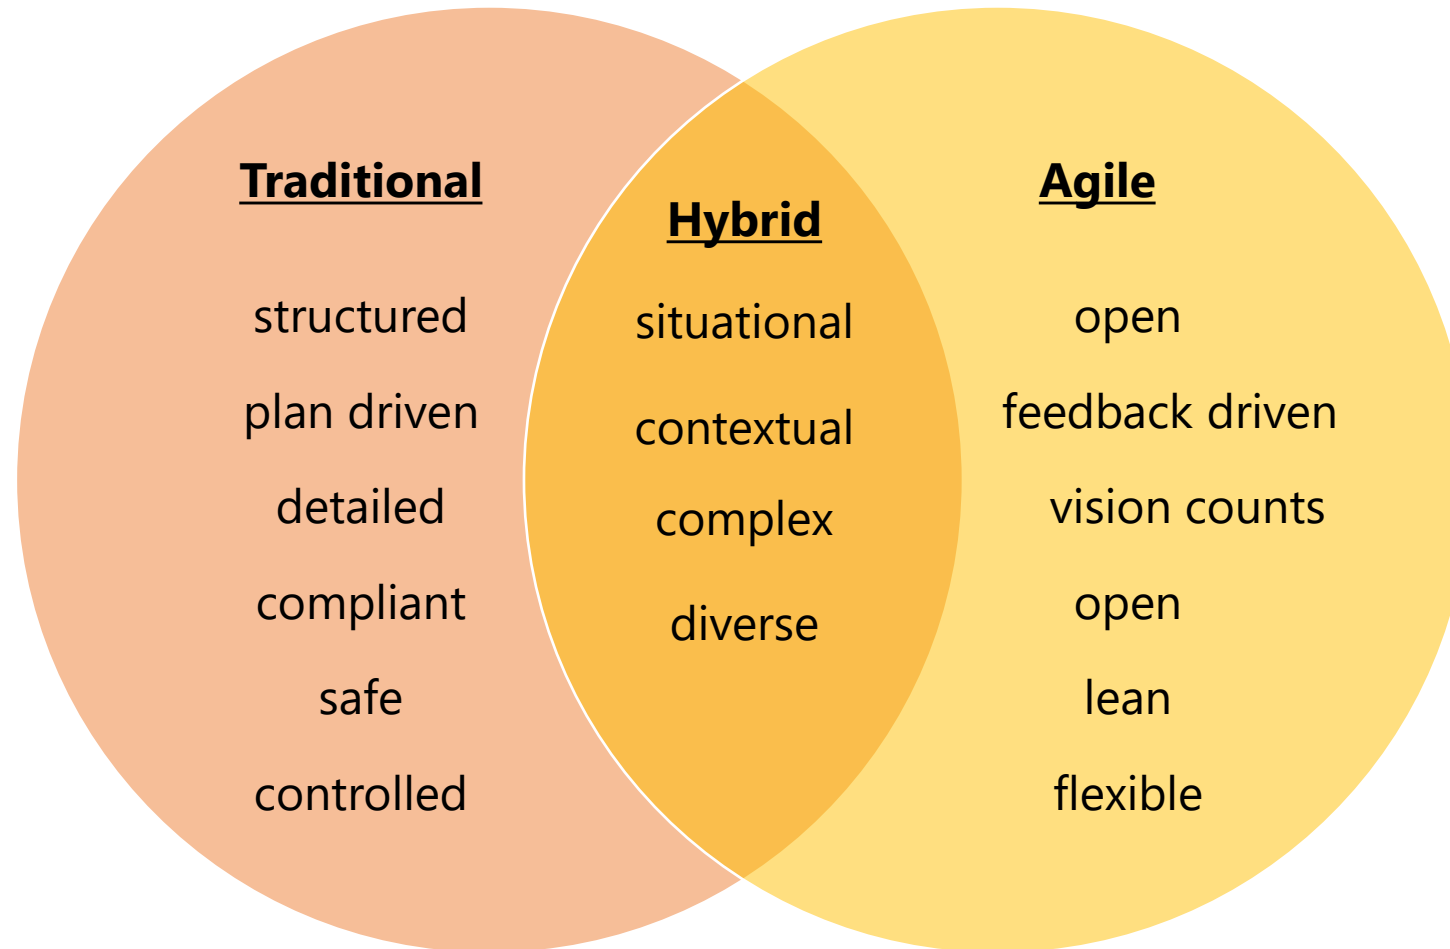 Traditional
structured
plan driven
detailed
compliant
safe
controlled
Hybrid
situational
contextual
complex
diverse
Agile
open
feedback driven
vision counts
open
lean
flexible